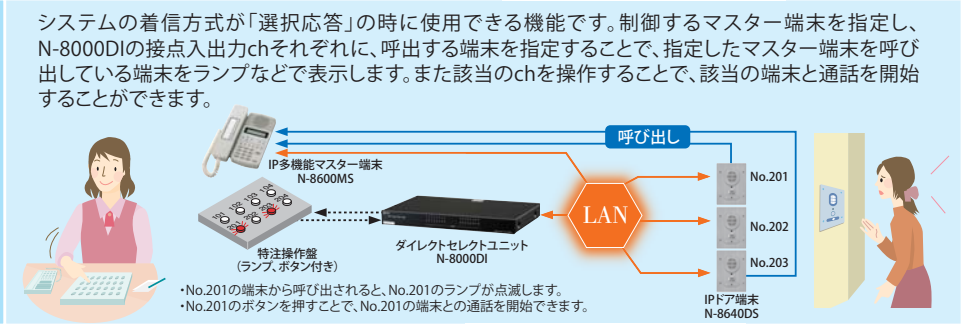 システムの着信方式が「選択応答」の時に使用できる機能です。制御するマスター端末を指定し、
N-8000DIの接点入出力chそれぞれに、呼出する端末を指定することで、指定したマスター端末を呼び
出している端末をランプなどで表示します。また該当のchを操作することで、該当の端末と通話を開始
することができます。
呼び出し
IP多機能マスター端末
N-8600MS
No.201
101
102
103
104
201
202
203
204
LAN
No.202
特注操作盤
(ランプ、ボタン付き)
ダイレクトセレクトユニット
N-8000DI
No.203
・No.201の端末から呼び出されると、No.201のランプが点滅します。
・No.201のボタンを押すことで、No.201の端末との通話を開始できます。
IPドア端末
N-8640DS